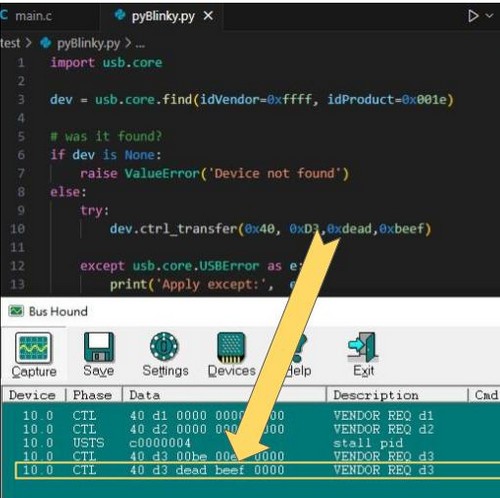 main.c
pyBlinky.py ×
test > pyBlinky.py > ...
1 import usb.core
2
3 dev = usb.core.find(idVendor=0xffff, idProduct=0x001e)
4
5 # was it found?
6 if dev is None:
7 raise ValueError('Device not found')
8 else:
9 try:
10 dev.ctrl_transfer(0x40, 0xD3,0xdead,0xbeef)
11
12 except usb.core.USBError as e:
13 print('Apply except:', e
Bus Hound
Capture Save Settings Devices Help Exit
Device Phase Data Description Cmd
10.0 CTL 40 d1 0000 0000 0000 VENDOR REQ d1
10.0 CTL 40 d2 0000 0000 VENDOR REQ d2
10.0 USTS c0000004 stall pid
10.0 CTL 40 d3 00be 0000 VENDOR REQ d3
10.0 CTL 40 d3 dead beef 0000 VENDOR REQ d3